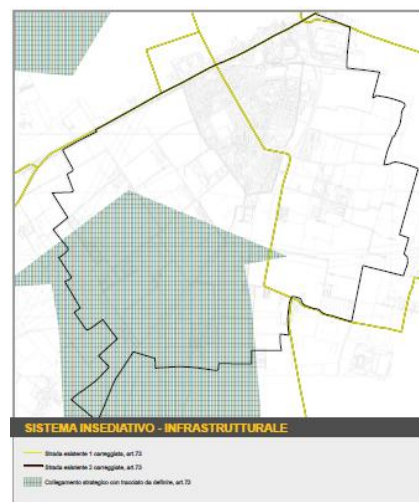 SISTEMA INSEDIATIVO - INFRASTRUTTURALE
Strada esistente 1 carreggiata, art.73
Strada esistente 2 carreggiate, art.73
Collegamento strategico con tracciato da definire, art.73